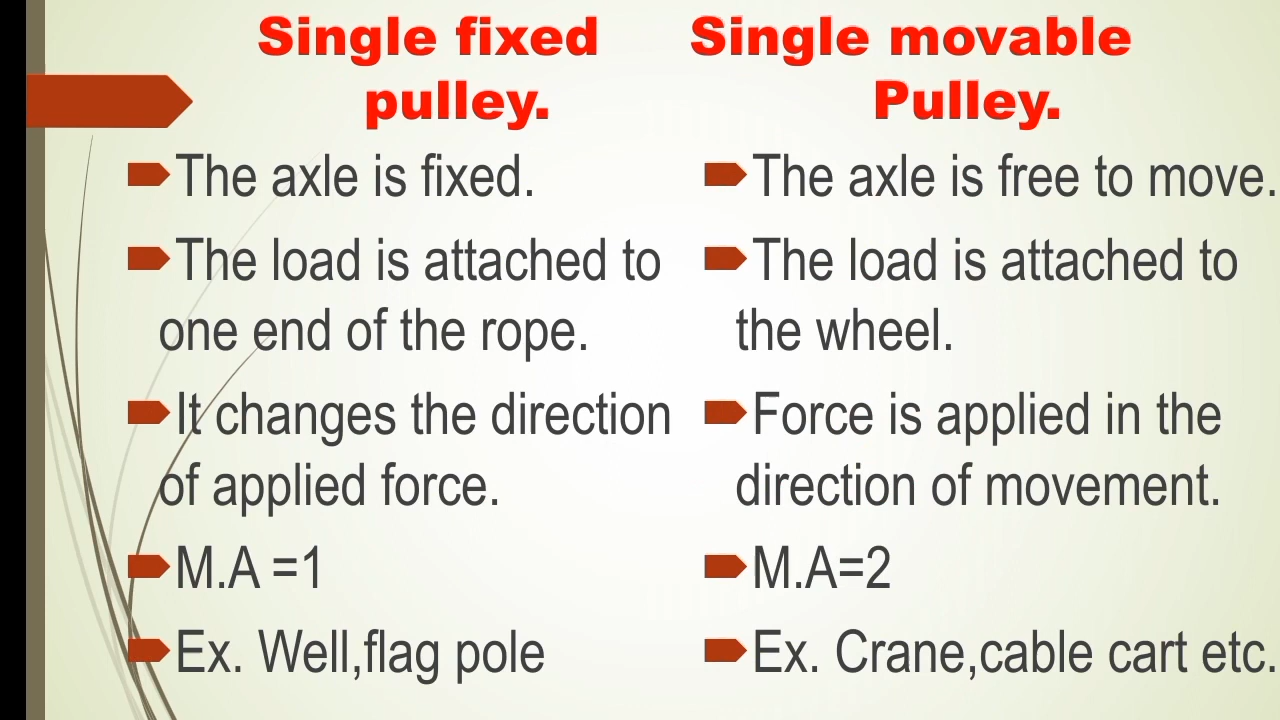 Single fixed
pulley.
The axle is fixed.
The load is attached to
one end of the rope.
It changes the direction
of applied force.
M.A =1
Ex. Well,flag pole
Single movable
Pulley.
The axle is free to move.
The load is attached to
the wheel.
Force is applied in the
direction of movement.
M.A=2
Ex. Crane,cable cart etc.